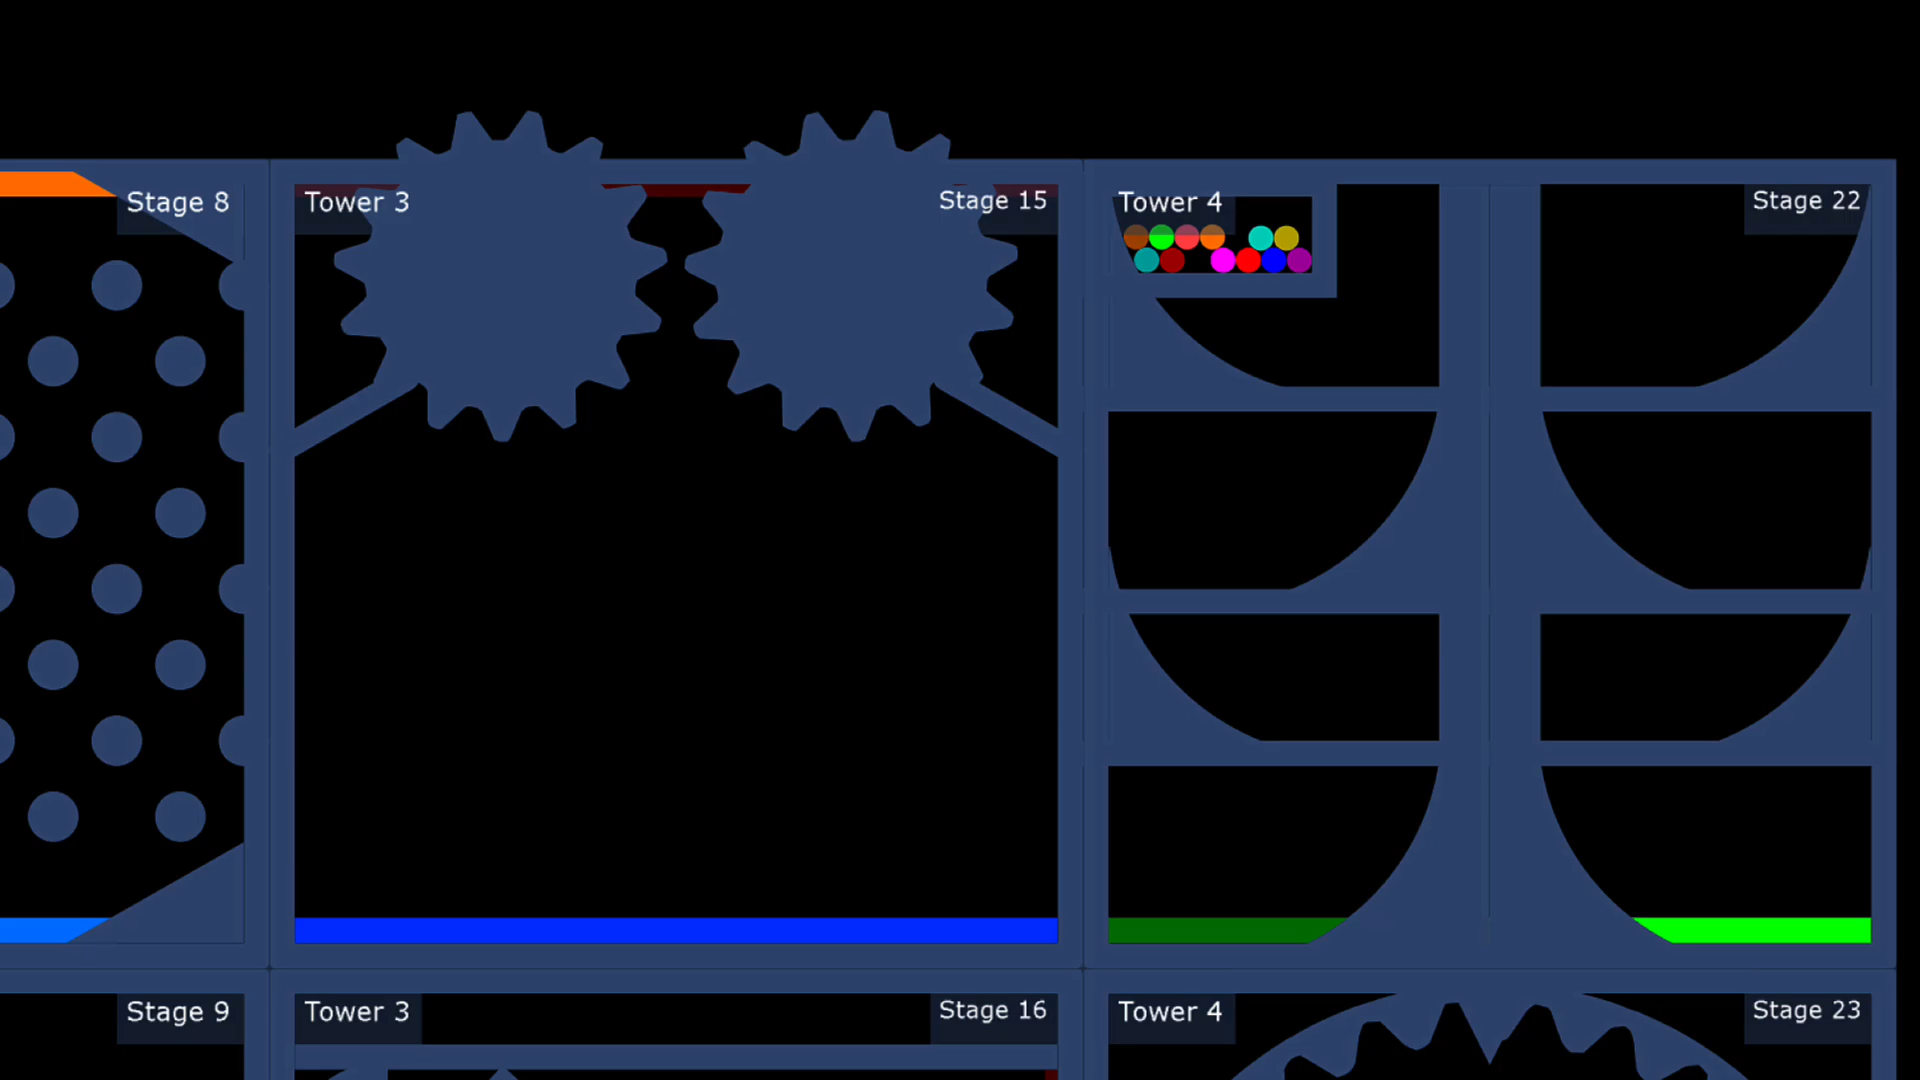 Stage 8
Tower 3
Stage 15
Tower 4
Stage 22
Stage 9
Tower 3
Stage 16
Tower 4
Stage 23